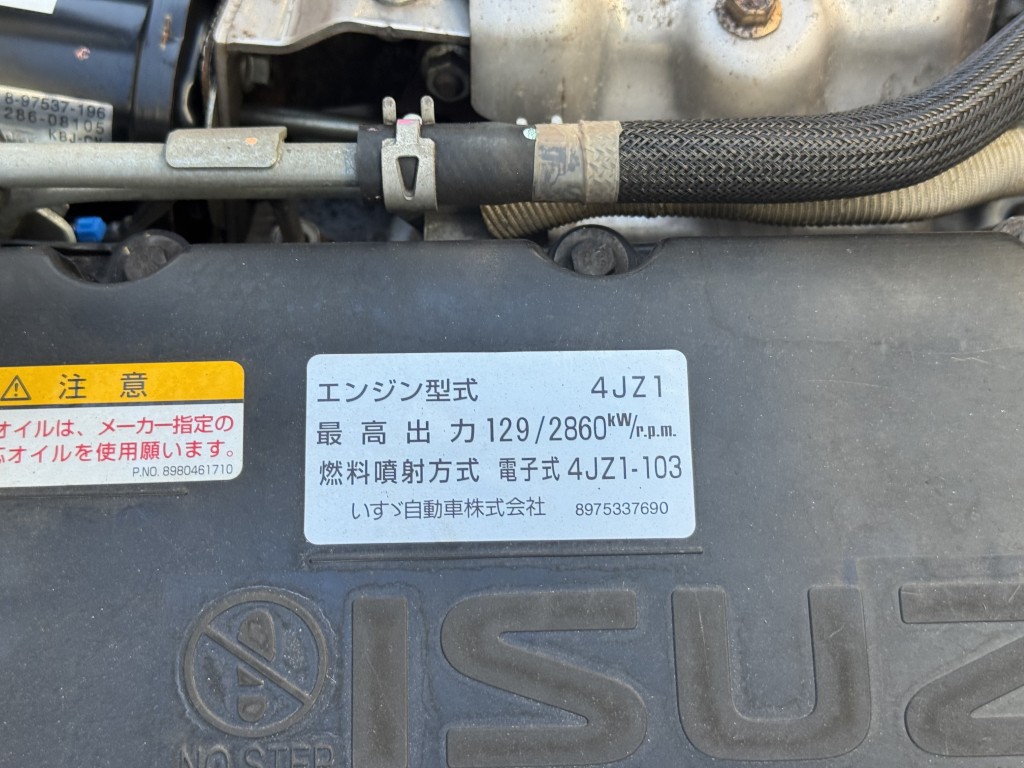 8-97537-196
286-08105
注意
オイルは、メーカー指定の
オイルを使用願います。
P.NO. 8980461710
エンジン型式 4JZ1
最高出力 129/2860kW/r.p.m.
燃料噴射方式 電子式 4JZ1-103
いすゞ自動車株式会社 8975337690
ISUZ
NO STEP